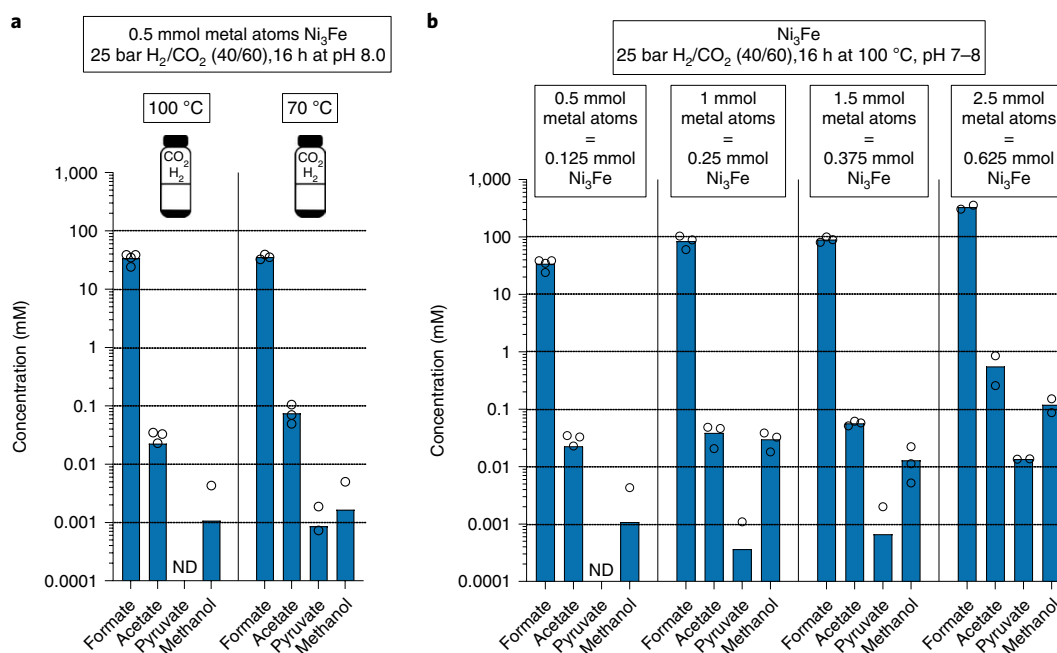 a
0.5 mmol metal atoms Ni₃Fe
25 bar H₂/CO₂ (40/60),16 h at pH 8.0
100 °C
70 °C
CO₂
H₂
CO₂
H₂
Concentration (mM)
1,000
100
10
1
0.1
0.01
0.001
0.0001
ND
Formate
Acetate
Pyruvate
Methanol
Formate
Acetate
Pyruvate
Methanol
b
Ni₃Fe
25 bar H₂/CO₂ (40/60),16 h at 100 °C, pH 7–8
0.5 mmol
metal atoms
=
0.125 mmol
Ni₃Fe
1 mmol
metal atoms
=
0.25 mmol
Ni₃Fe
1.5 mmol
metal atoms
=
0.375 mmol
Ni₃Fe
2.5 mmol
metal atoms
=
0.625 mmol
Ni₃Fe
Concentration (mM)
1,000
100
10
1
0.1
0.01
0.001
0.0001
ND
Formate
Acetate
Pyruvate
Methanol
Formate
Acetate
Pyruvate
Methanol
Formate
Acetate
Pyruvate
Methanol
Formate
Acetate
Pyruvate
Methanol